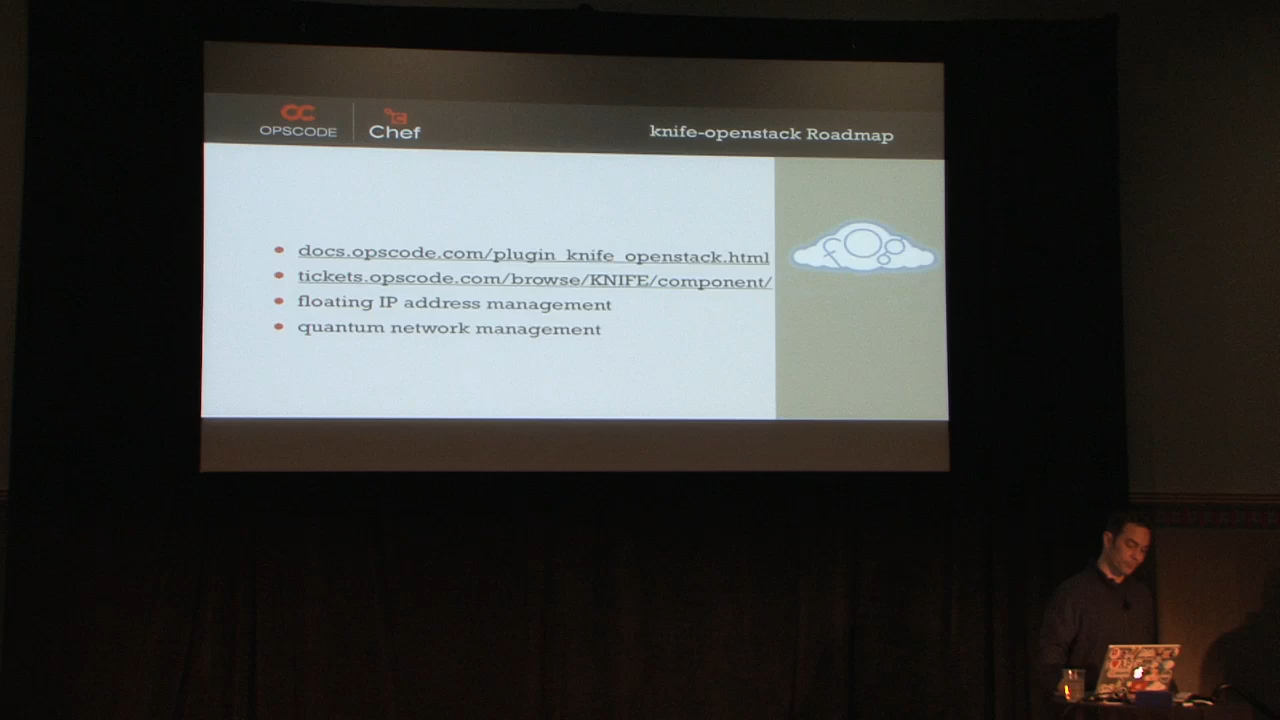 OPSCODE
Chef
knife-openstack Roadmap
docs.opscode.com/plugin_knife_openstack.html
tickets.opscode.com/browse/KNIFE/component/
floating IP address management
quantum network management